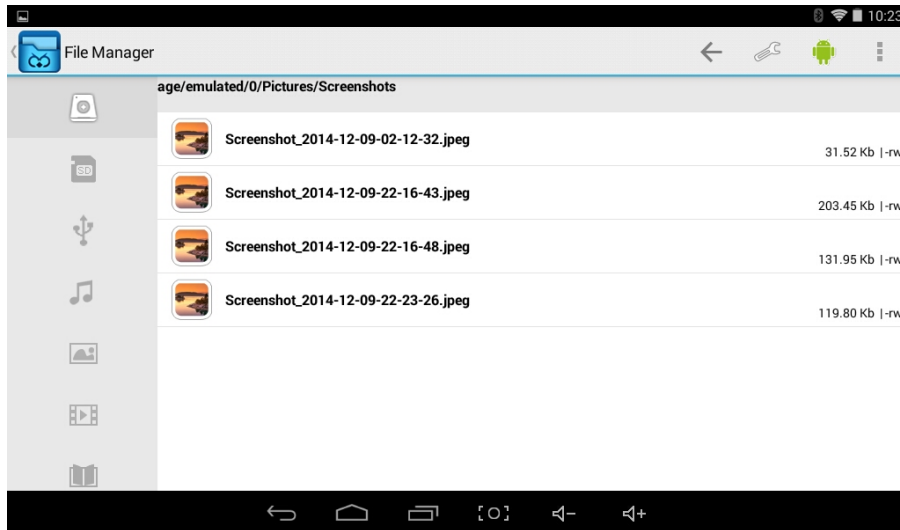 10:23
File Manager
age/emulated/0/Pictures/Screenshots
Screenshot_2014-12-09-02-12-32.jpeg
31.52 Kb |-rw
Screenshot_2014-12-09-22-16-43.jpeg
203.45 Kb |-rw
SD
Screenshot_2014-12-09-22-16-48.jpeg
131.95 Kb |-rw
Screenshot_2014-12-09-22-23-26.jpeg
119.80 Kb |-rw